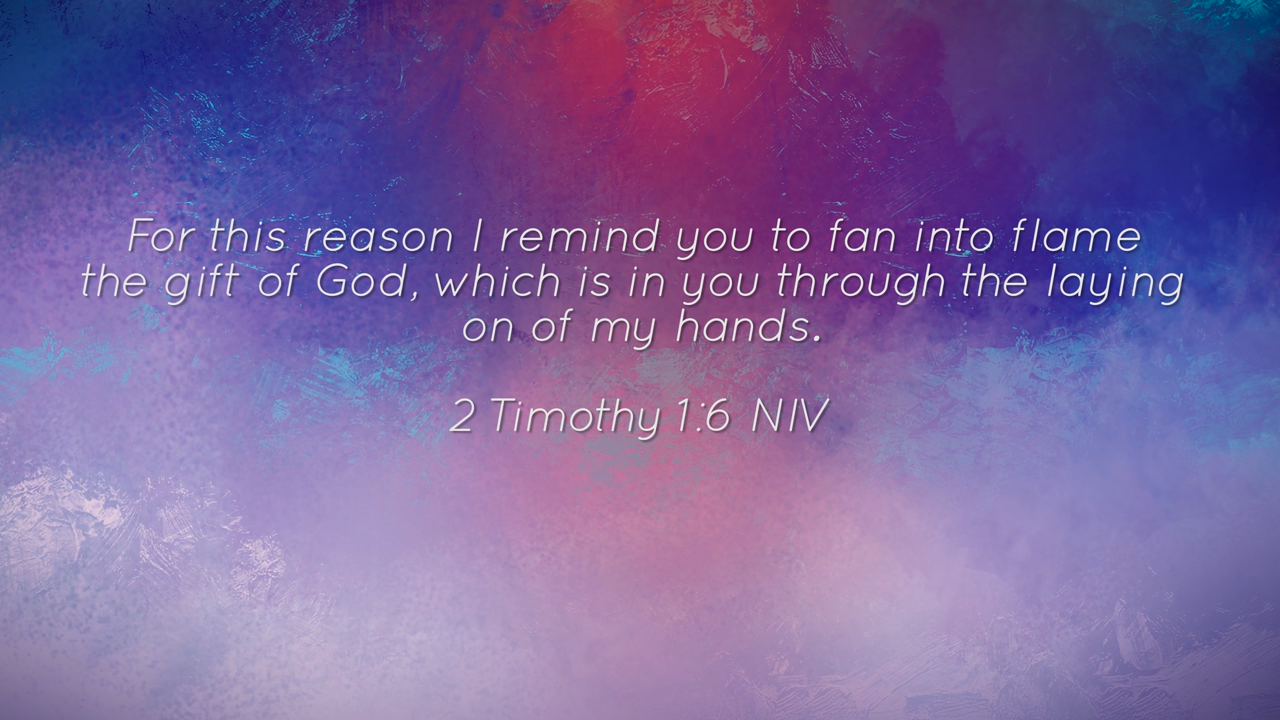 For this reason I remind you to fan into flame
the gift of God, which is in you through the laying
on of my hands.
2 Timothy 1:6 NIV